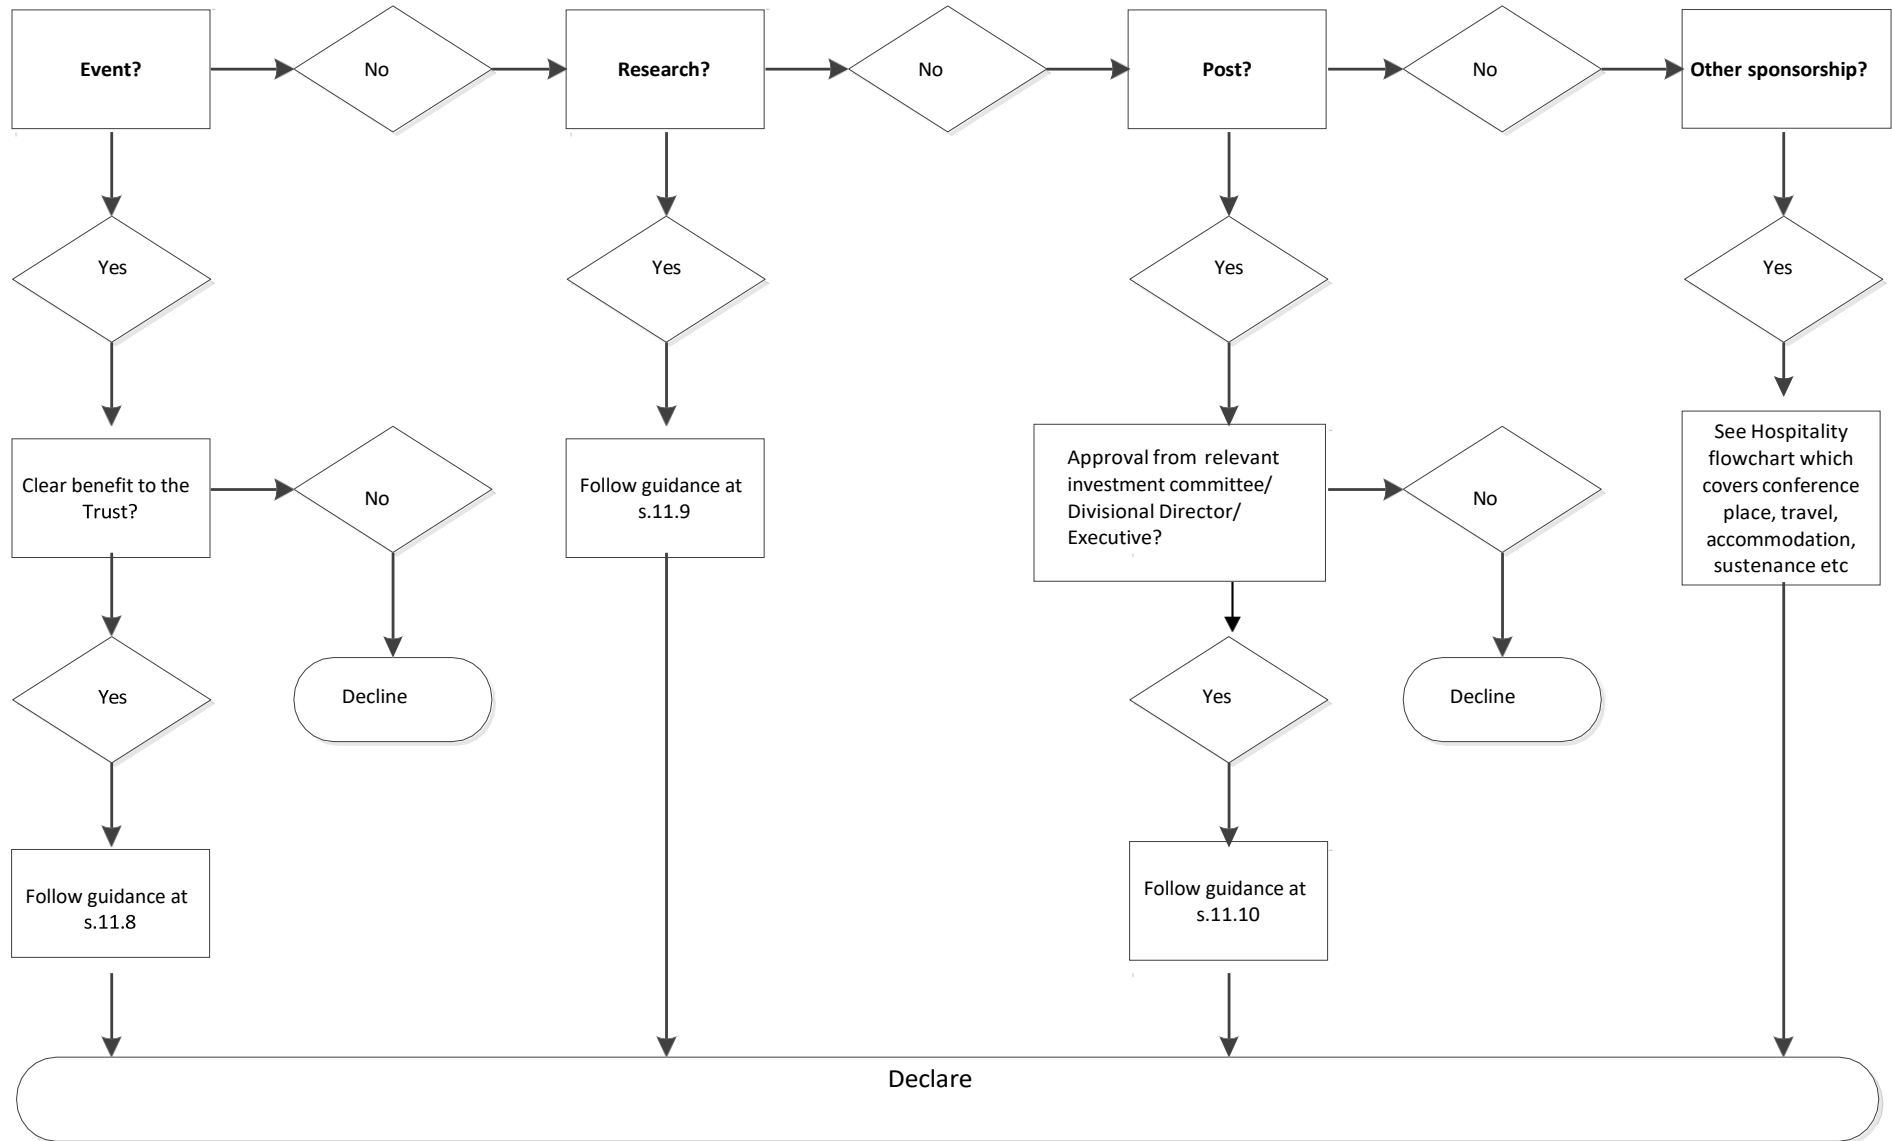 Event?
No
Research?
No
Post?
No
Other sponsorship?
Yes
Yes
Yes
Yes
Clear benefit to the
Trust?
No
Follow guidance at
s.11.9
Approval from relevant
investment committee/
Divisional Director/
Executive?
No
See Hospitality
flowchart which
covers conference
place, travel,
accommodation,
sustenance etc
Yes
Decline
Yes
Decline
Follow guidance at
s.11.8
Follow guidance at
s.11.10
Declare